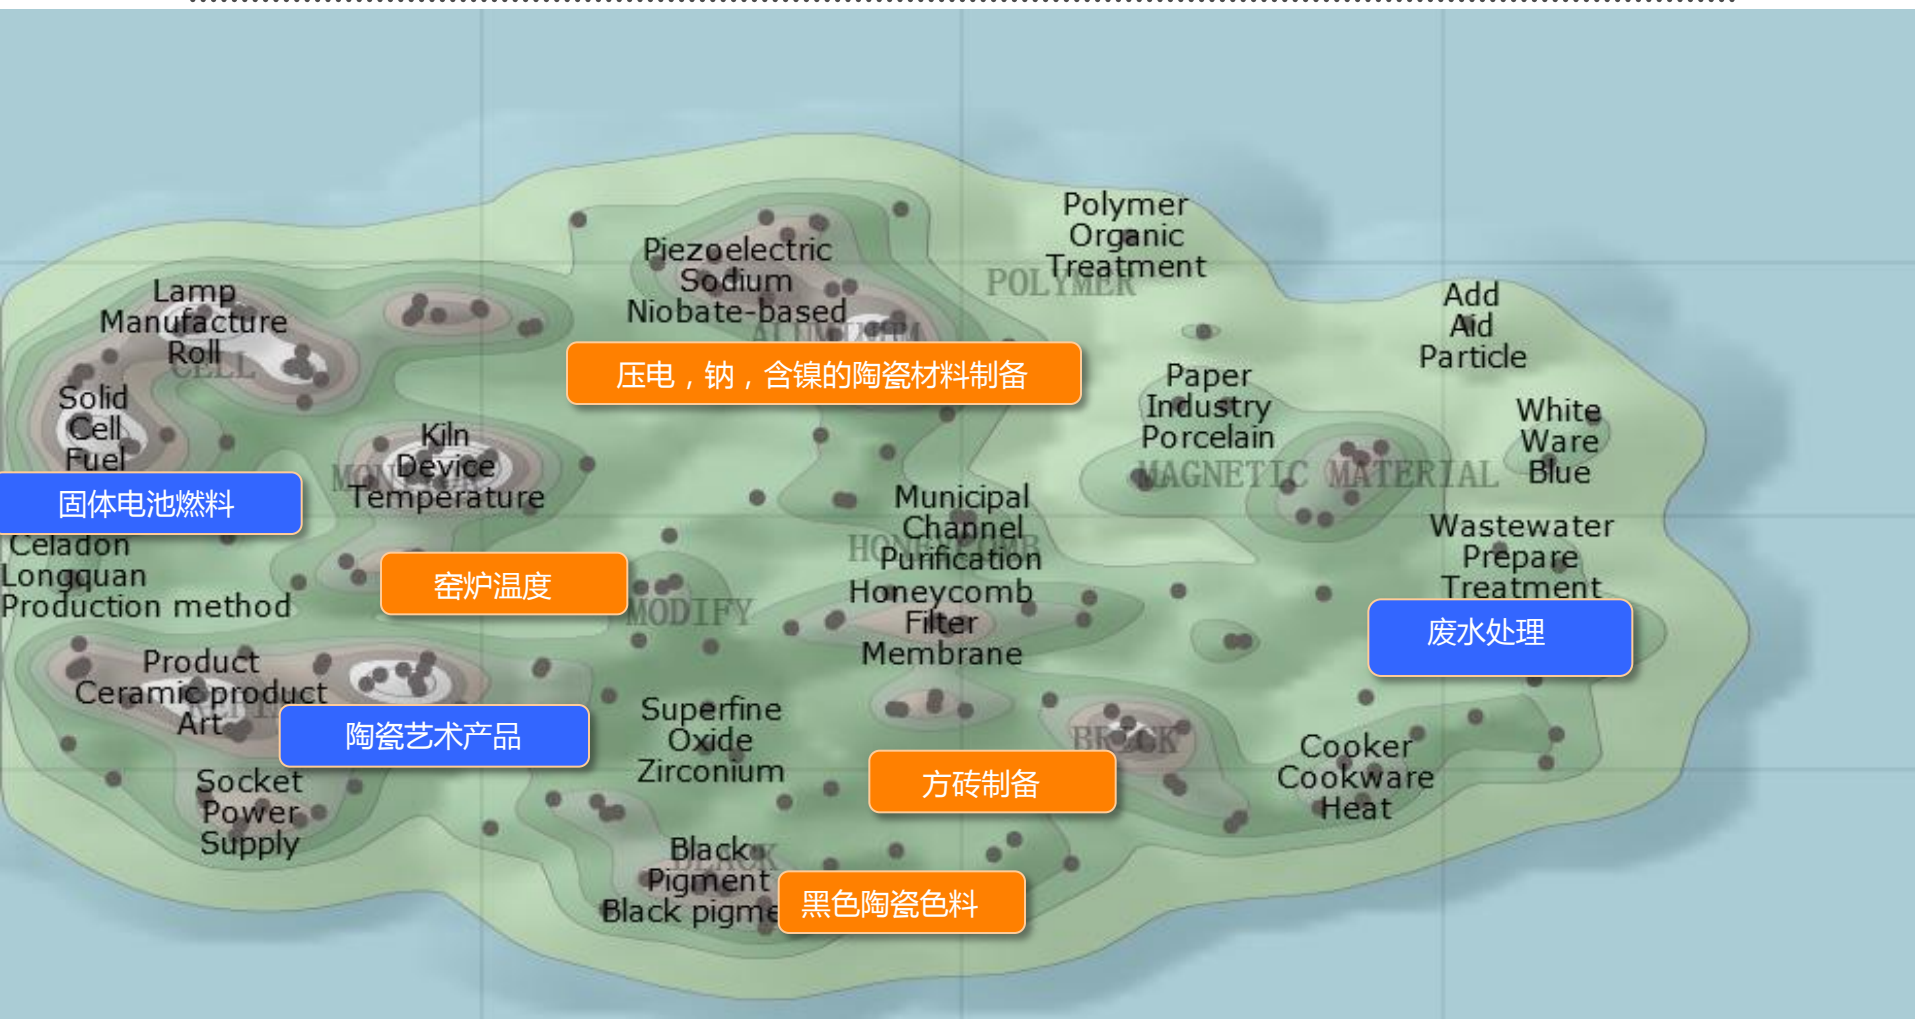 Polymer
Organic
Treatment
POLYMER
Piezoelectric
Sodium
Niobate-based
ALUMINUM
压电，钠，含镍的陶瓷材料制备
Lamp
Manufacture
Roll
CELL
Add
Aid
Particle
Solid
Cell
Fuel
固体电池燃料
Kiln
Device
Temperature
窑炉温度
Paper
Industry
Porcelain
MAGNETIC MATERIAL
White
Ware
Blue
Municipal
Channel
Purification
HONEYCOMB
Honeycomb
Filter
Membrane
Wastewater
Prepare
Treatment
废水处理
Celadon
Longquan
Production method
MODIFY
Product
Ceramic product
Art
陶瓷艺术产品
Superfine
Oxide
Zirconium
BRICK
方砖制备
Cooker
Cookware
Heat
Socket
Power
Supply
Black
BLACK
Pigment
Black pigme
黑色陶瓷色料